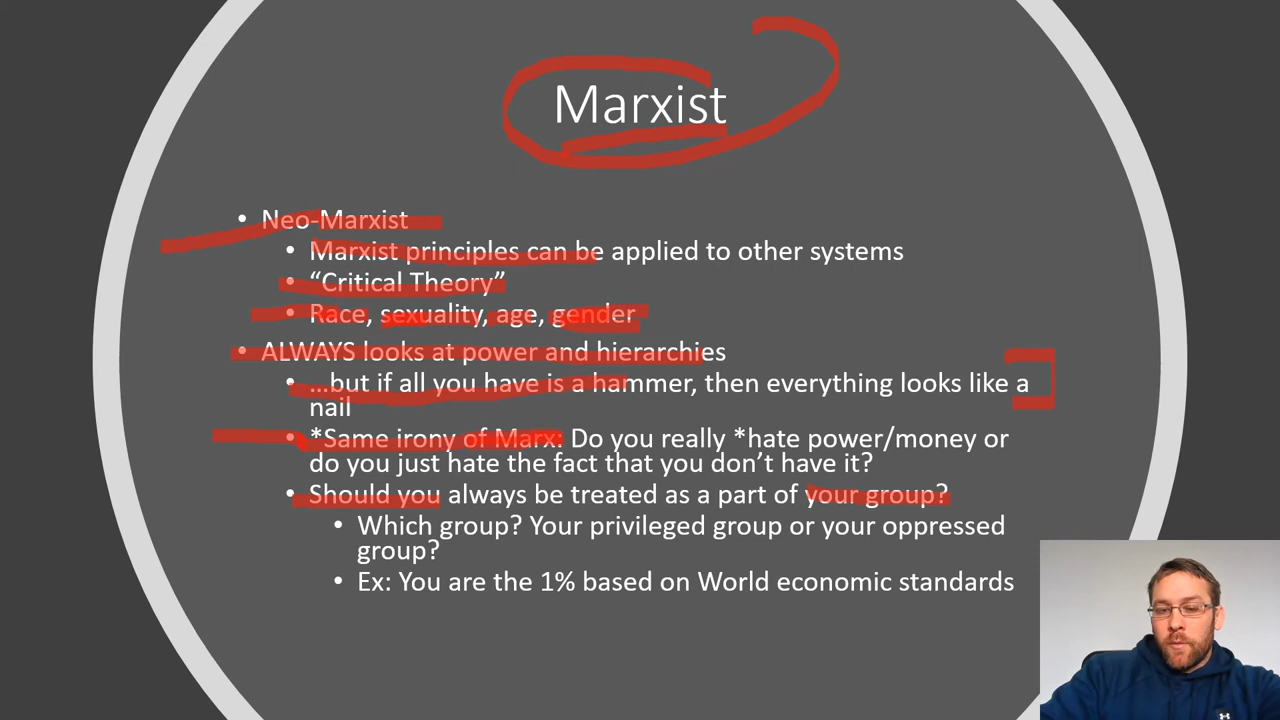 Marxist
• Neo-Marxist
• Marxist principles can be applied to other systems
• “Critical Theory”
• Race, sexuality, age, gender
• ALWAYS looks at power and hierarchies
• …but if all you have is a hammer, then everything looks like a
nail
• *Same irony of Marx: Do you really *hate power/money or
do you just hate the fact that you don’t have it?
• Should you always be treated as a part of your group?
• Which group? Your privileged group or your oppressed
group?
• Ex: You are the 1% based on World economic standards